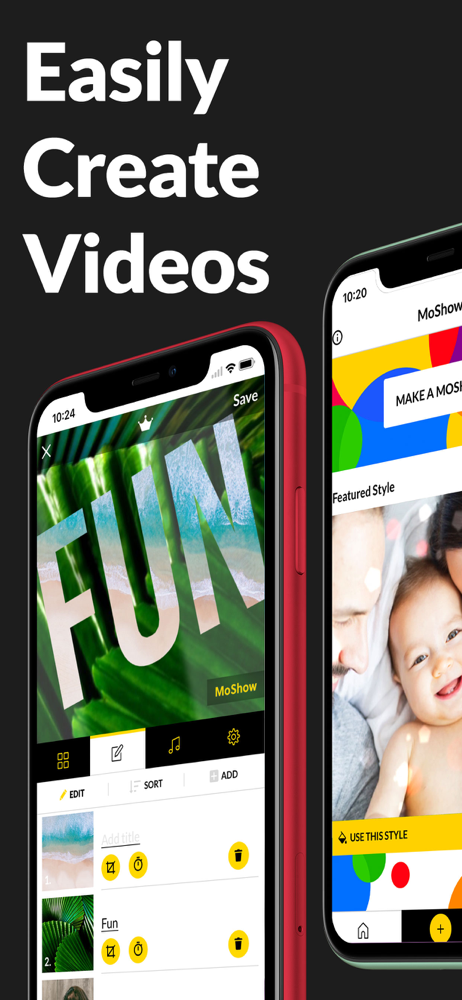 Easily
Create
Videos
10:24
Save
FUN
MoShow
EDIT
SORT
ADD
Add title
1.
Fun
2.
10:20
MoShow
MAKE A MOSH
Featured Style
USE THIS STYLE